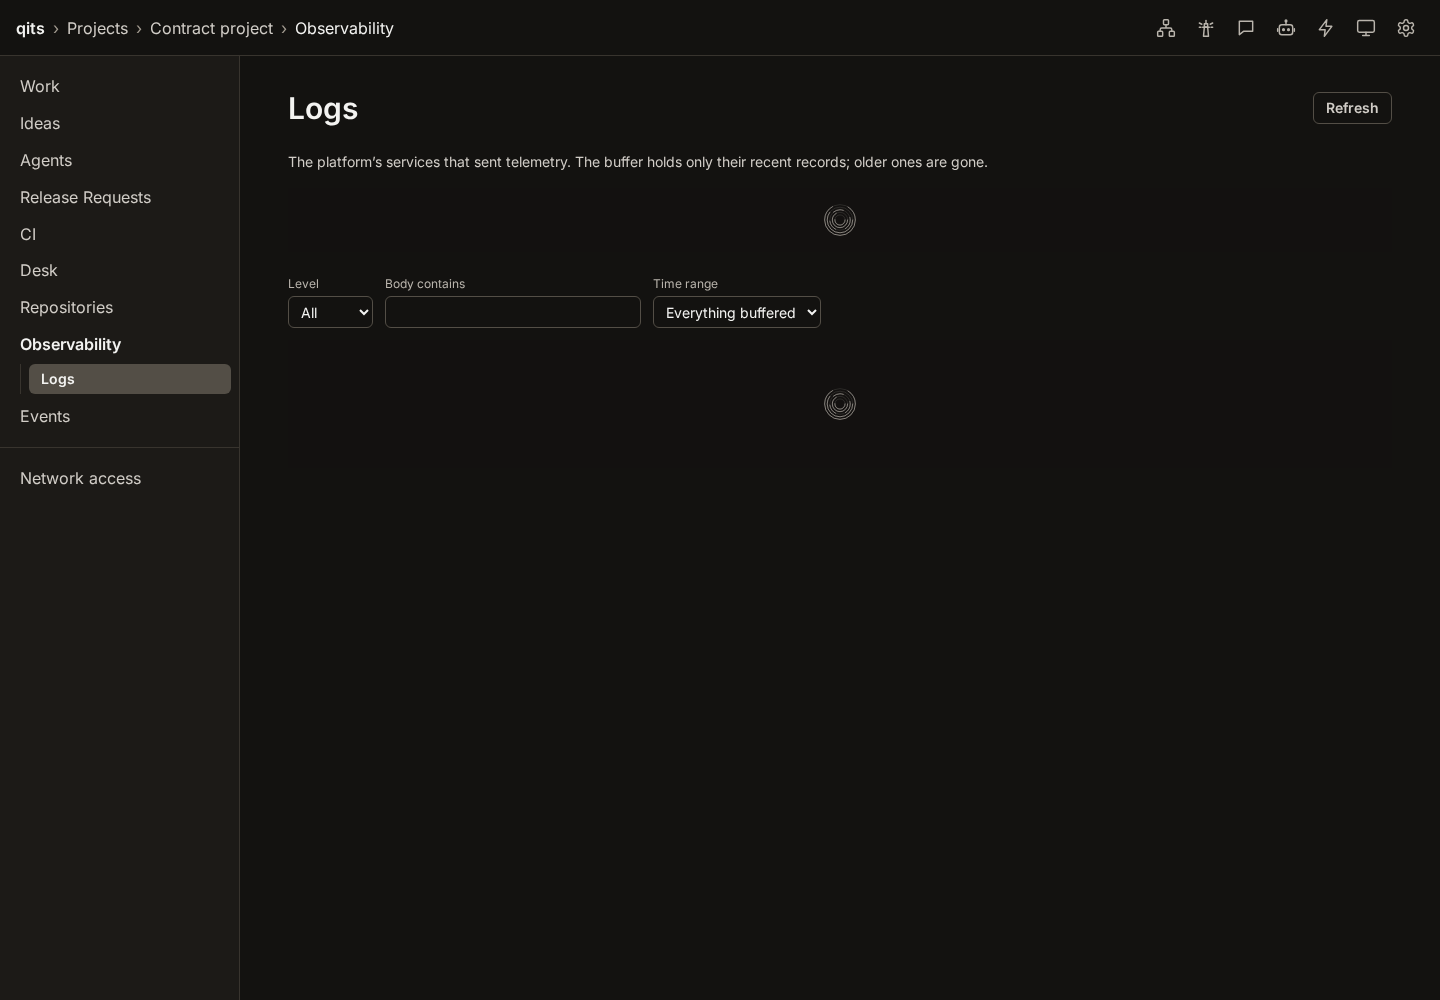 qits › Projects › Contract project › Observability
Work
Ideas
Agents
Release Requests
CI
Desk
Repositories
Observability
Logs
Events
Network access
Logs
Refresh
The platform’s services that sent telemetry. The buffer holds only their recent records; older ones are gone.
Level
Body contains
Time range
All
Everything buffered